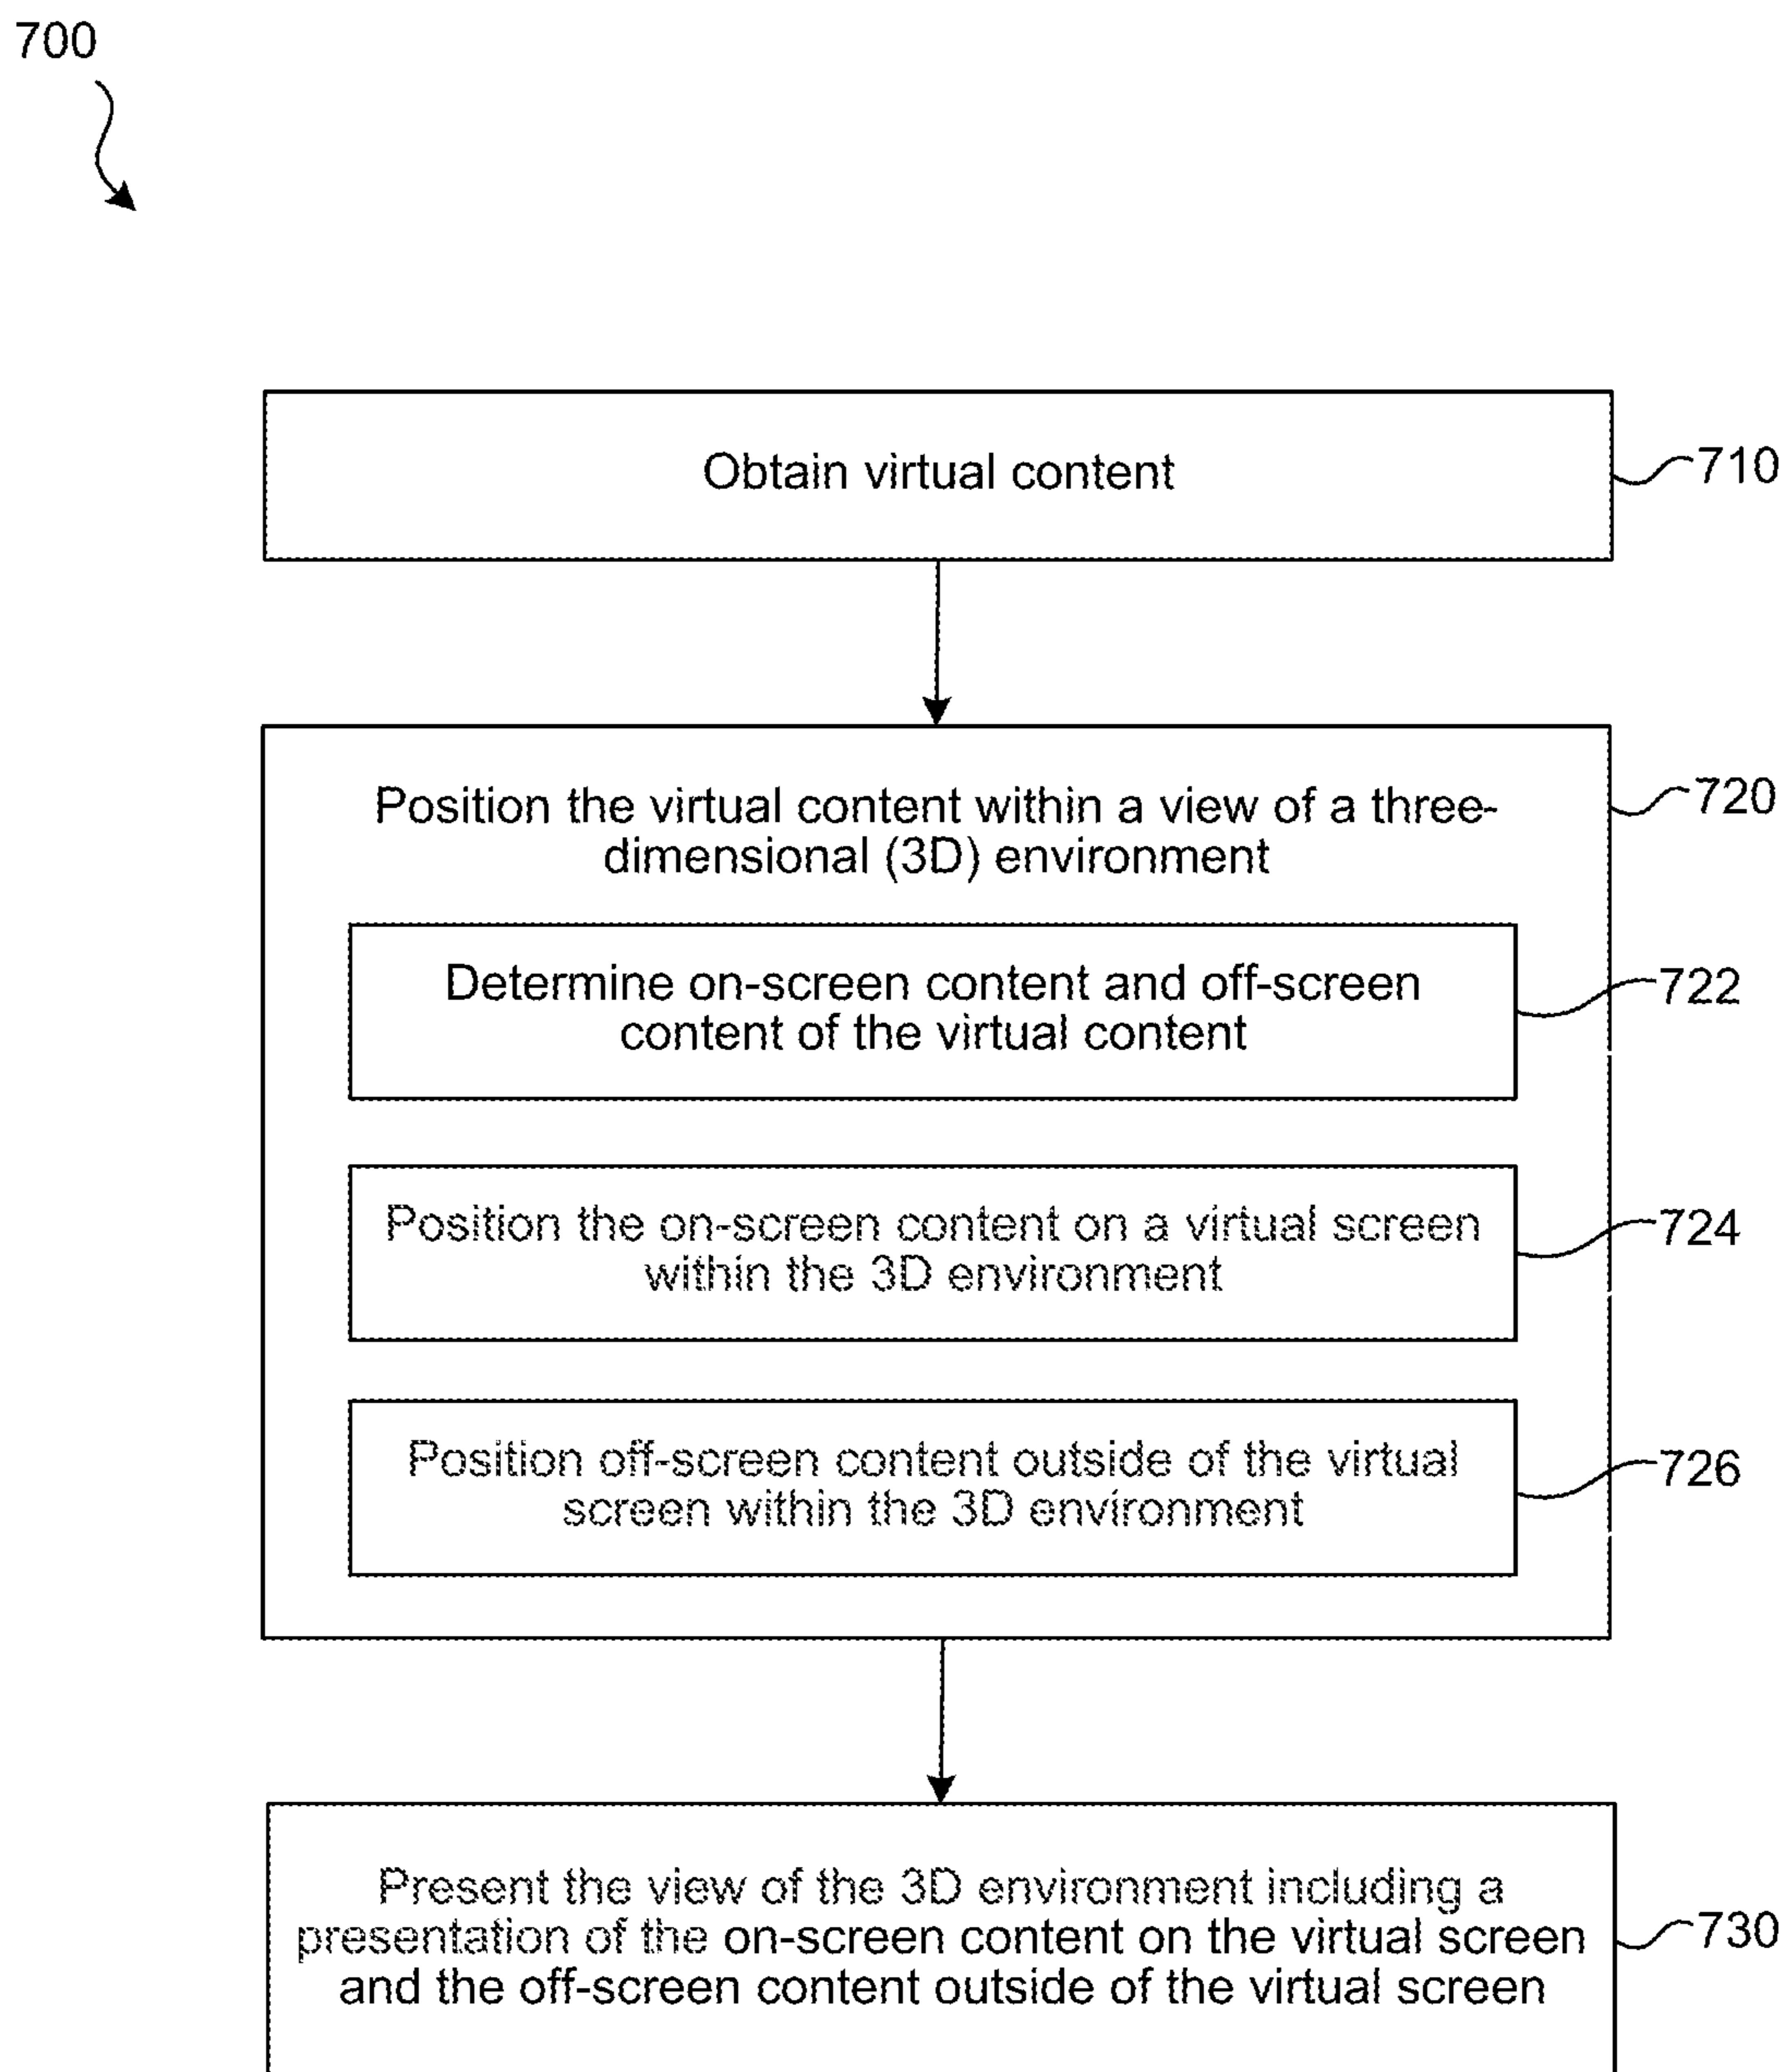 700
Obtain virtual content
710
Position the virtual content within a view of a three-
dimensional (3D) environment
720
Determine on-screen content and off-screen
content of the virtual content
722
Position the on-screen content on a virtual screen
within the 3D environment
724
Position off-screen content outside of the virtual
screen within the 3D environment
726
Present the view of the 3D environment including a
presentation of the on-screen content on the virtual screen
and the off-screen content outside of the virtual screen
730